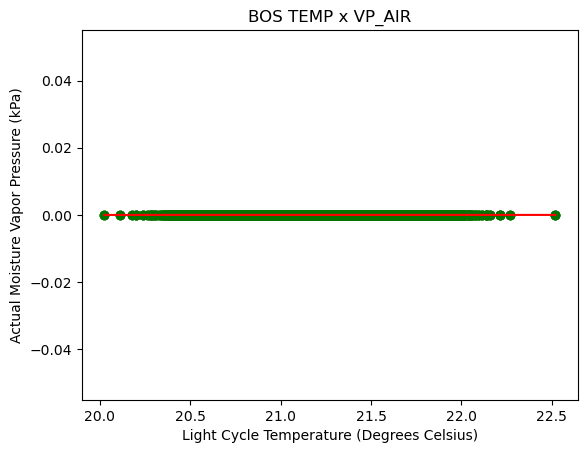 BOS TEMP x VP_AIR
Actual Moisture Vapor Pressure (kPa)
0.04
0.02
0.00
−0.02
−0.04
20.0 20.5 21.0 21.5 22.0 22.5
Light Cycle Temperature (Degrees Celsius)